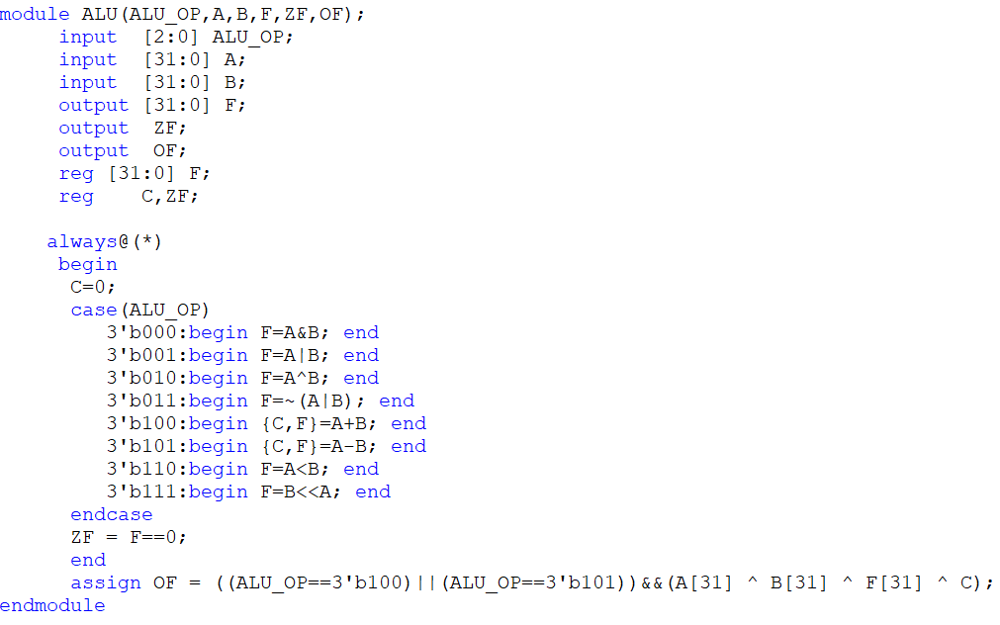 module ALU(ALU_OP,A,B,F,ZF,OF);
     input  [2:0] ALU_OP;
     input  [31:0] A;
     input  [31:0] B;
     output [31:0] F;
     output  ZF;
     output  OF;
     reg [31:0] F;
     reg    C,ZF;
    always@(*)
     begin
      C=0;
      case(ALU_OP)
         3'b000:begin F=A&B; end
         3'b001:begin F=A|B; end
         3'b010:begin F=A^B; end
         3'b011:begin F=~(A|B); end
         3'b100:begin {C,F}=A+B; end
         3'b101:begin {C,F}=A-B; end
         3'b110:begin F=A<B; end
         3'b111:begin F=B<<A; end
      endcase
      ZF = F==0;
      end
      assign OF = ((ALU_OP==3'b100)||(ALU_OP==3'b101))&&(A[31] ^ B[31] ^ F[31] ^ C);
endmodule